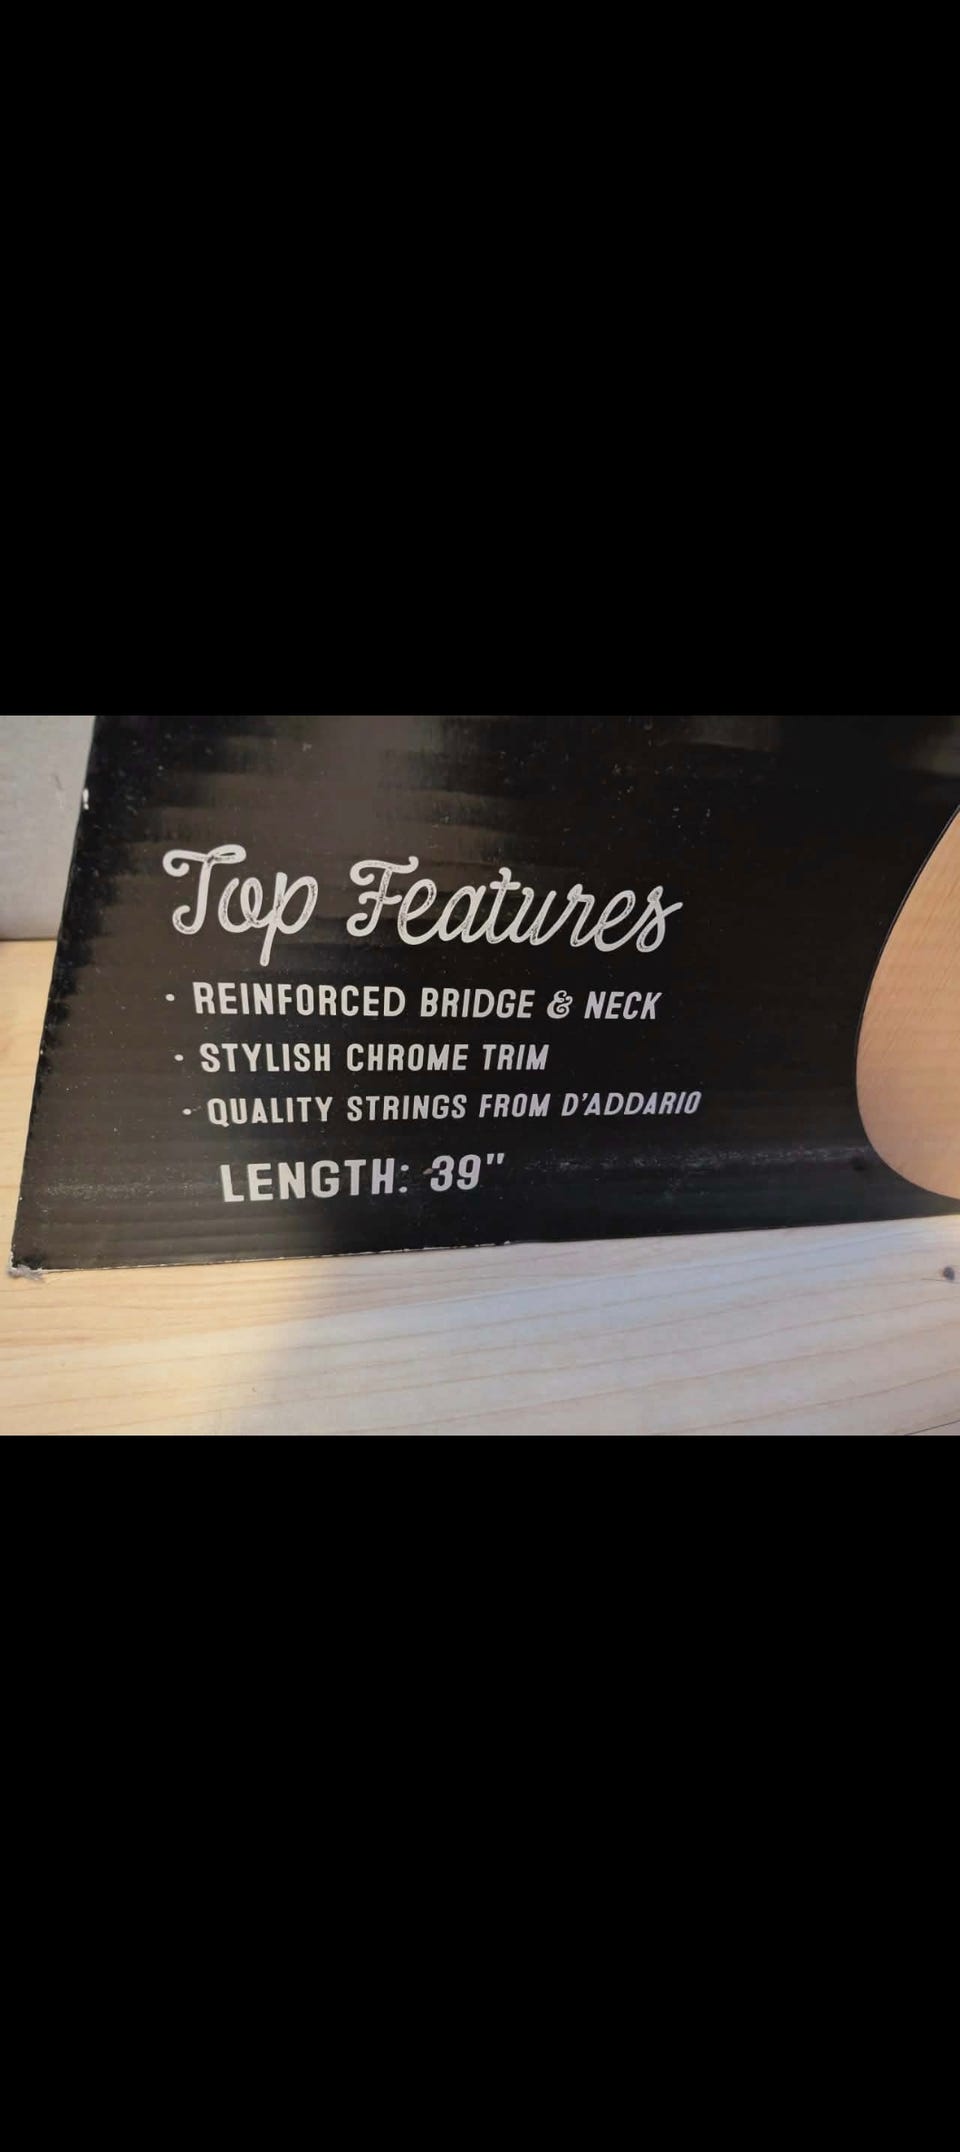 Top Features
· REINFORCED BRIDGE & NECK
· STYLISH CHROME TRIM
· QUALITY STRINGS FROM D'ADDARIO
LENGTH: 39"